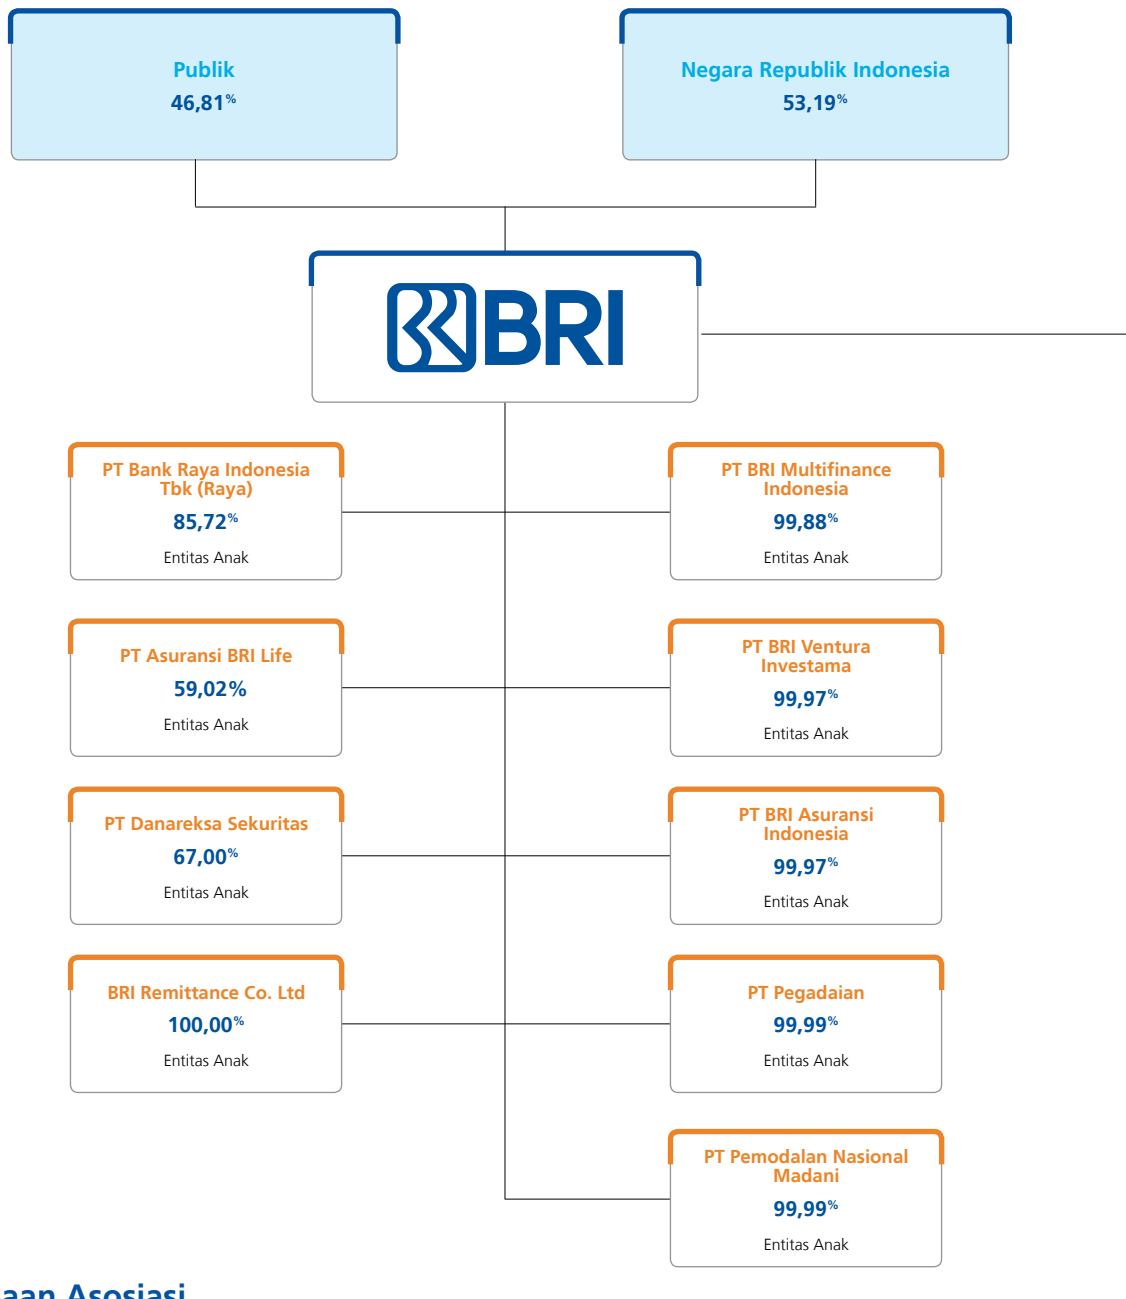 Publik
46,81%
Negara Republik Indonesia
53,19%
BRI
PT Bank Raya Indonesia
Tbk (Raya)
85,72%
Entitas Anak
PT BRI Multifinance
Indonesia
99,88%
Entitas Anak
PT Asuransi BRI Life
59,02%
Entitas Anak
PT BRI Ventura
Investama
99,97%
Entitas Anak
PT Danareksa Sekuritas
67,00%
Entitas Anak
PT BRI Asuransi
Indonesia
99,97%
Entitas Anak
BRI Remittance Co. Ltd
100,00%
Entitas Anak
PT Pegadaian
99,99%
Entitas Anak
PT Pemodalan Nasional
Madani
99,99%
Entitas Anak
aan Asosiasi